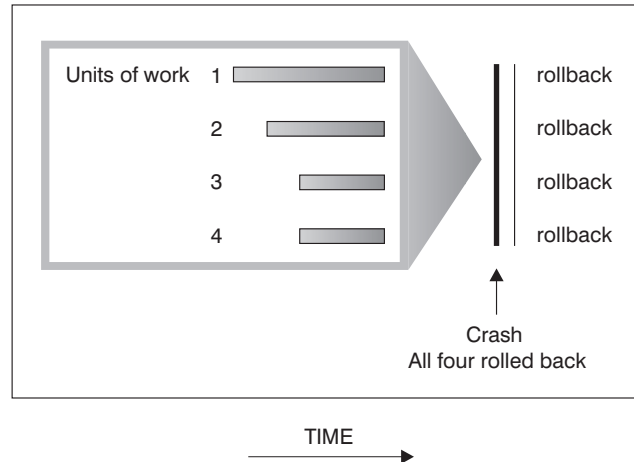 Units of work 1 rollback
2 rollback
3 rollback
4 rollback
Crash
All four rolled back
TIME